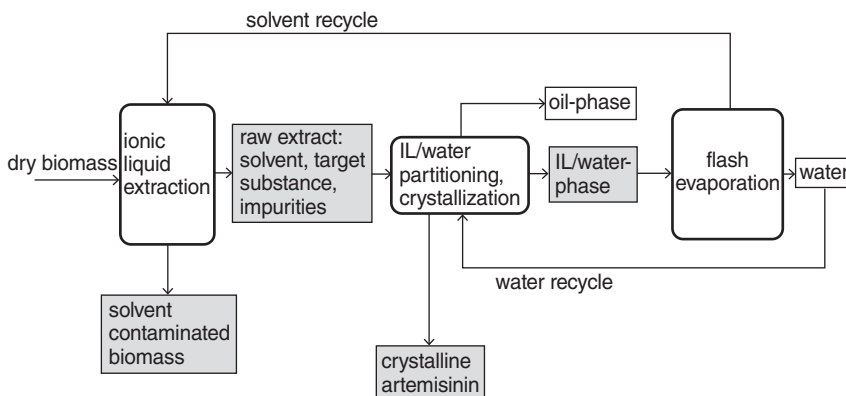 solvent recycle
dry biomass
ionic
liquid
extraction
raw extract:
solvent, target
substance,
impurities
IL/water
partitioning,
crystallization
oil-phase
IL/water-
phase
flash
evaporation
water
water recycle
solvent
contaminated
biomass
crystalline
artemisinin